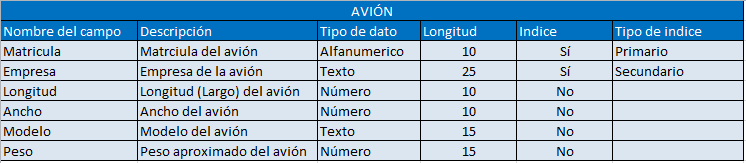 AVIÓN
Nombre del campo Descripción Tipo de dato Longitud Indice Tipo de indice
Matricula Matrciula del avión Alfanumerico 10 Sí Primario
Empresa Empresa de la avión Texto 25 Sí Secundario
Longitud Longitud (Largo) del avión Número 10 No
Ancho Ancho del avión Número 10 No
Modelo Modelo del avión Texto 15 No
Peso Peso aproximado del avión Número 15 No